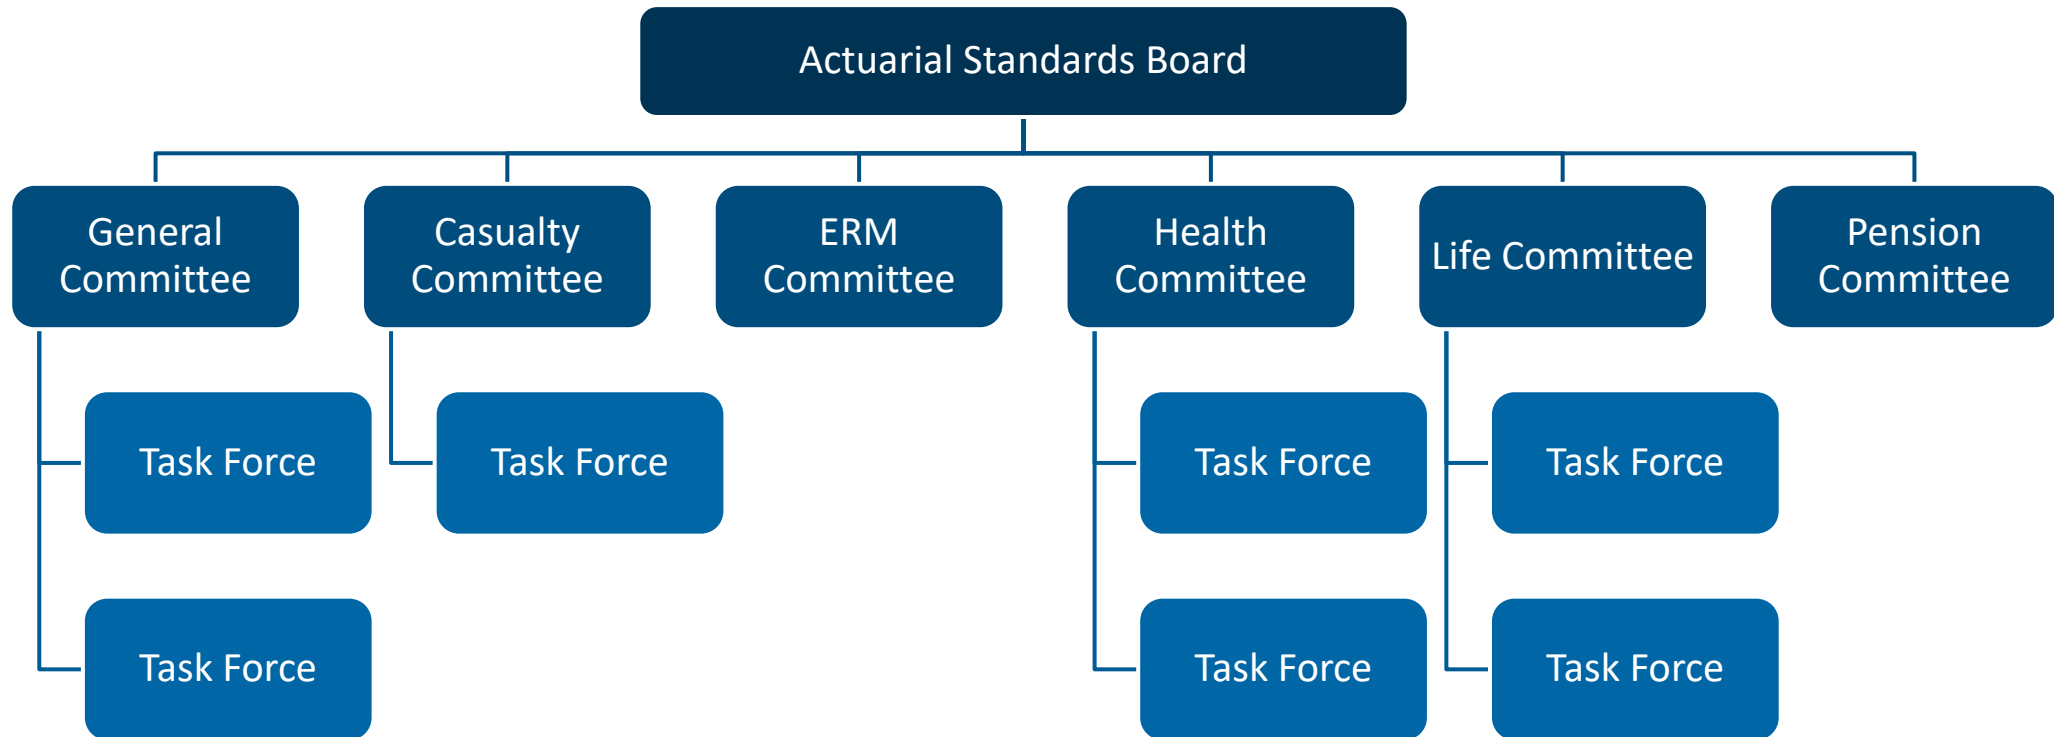 Actuarial Standards Board
General
Committee
Casualty
Committee
ERM
Committee
Health
Committee
Life Committee
Pension
Committee
Task Force
Task Force
Task Force
Task Force
Task Force
Task Force
Task Force